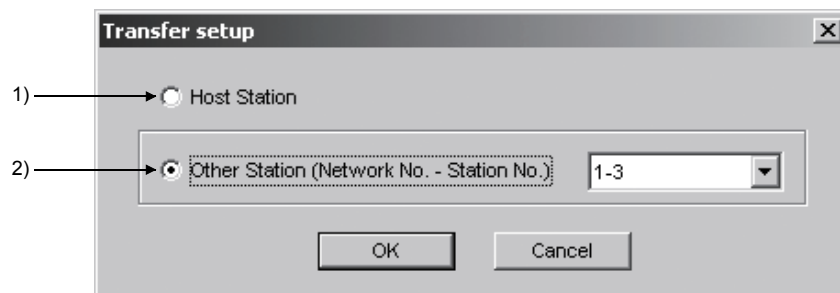 Transfer setup
1) Host Station
2) Other Station (Network No. - Station No.) 1-3
OK Cancel